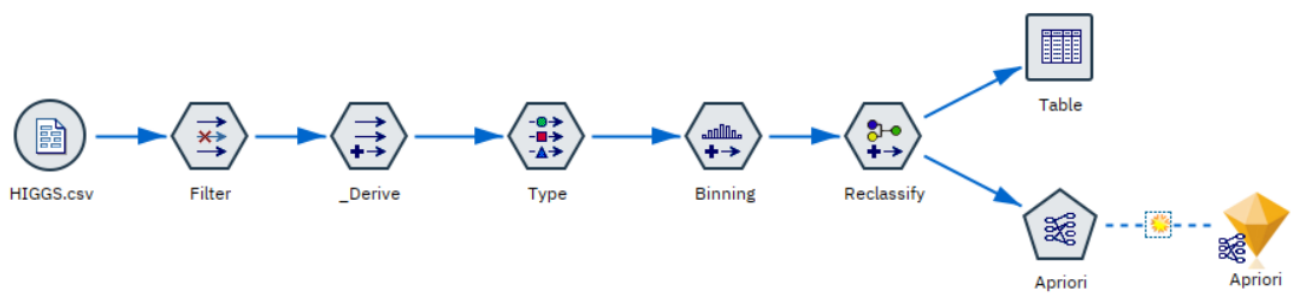 HIGGS.csv
Filter
_Derive
Type
Binning
Reclassify
Table
Apriori
Apriori